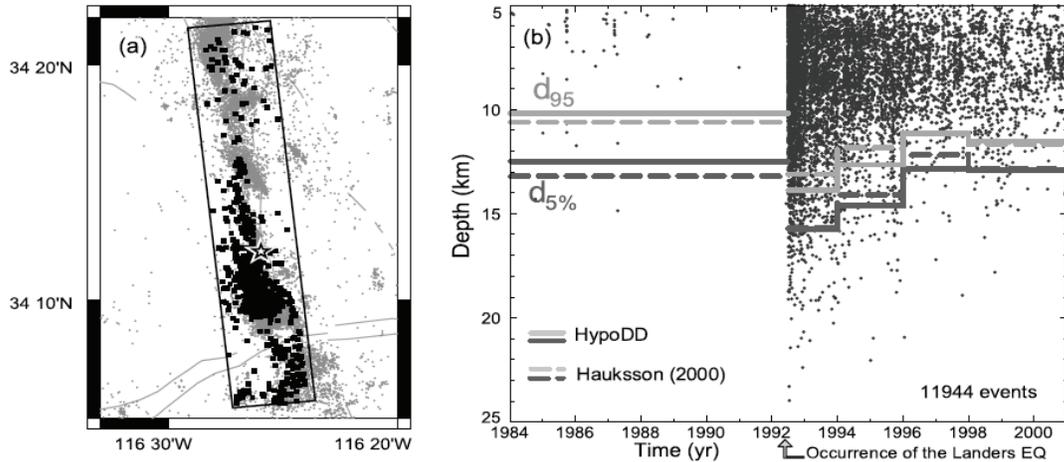 (a)
34 20'N
34 10'N
116 30'W
116 20'W
(b)
5
10
15
20
25
Depth (km)
d95
d5%
HypoDD
Hauksson (2000)
11944 events
1984 1986 1988 1990 1992 1994 1996 1998 2000
Time (yr)
Occurrence of the Landers EQ